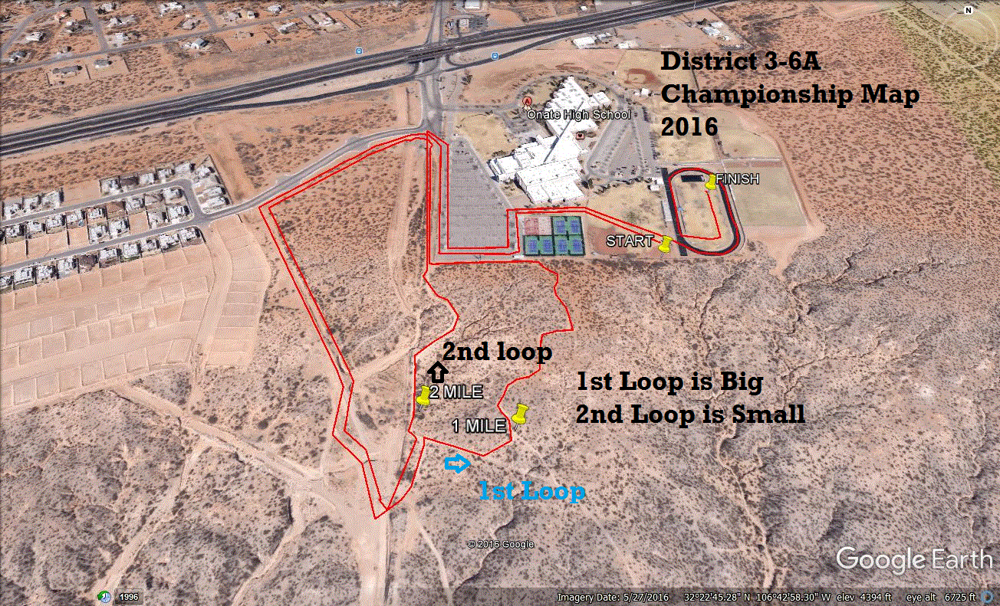 N
District 3-6A
Championship Map
2016
Onate High School
FINISH
START
2nd loop
2 MILE
1st Loop is Big
2nd Loop is Small
1 MILE
1st Loop
© 2016 Google
Google Earth
1996
Imagery Date: 5/27/2016 32°22'45.28" N 106°42'58.30" W elev 4394 ft eye alt 6725 ft